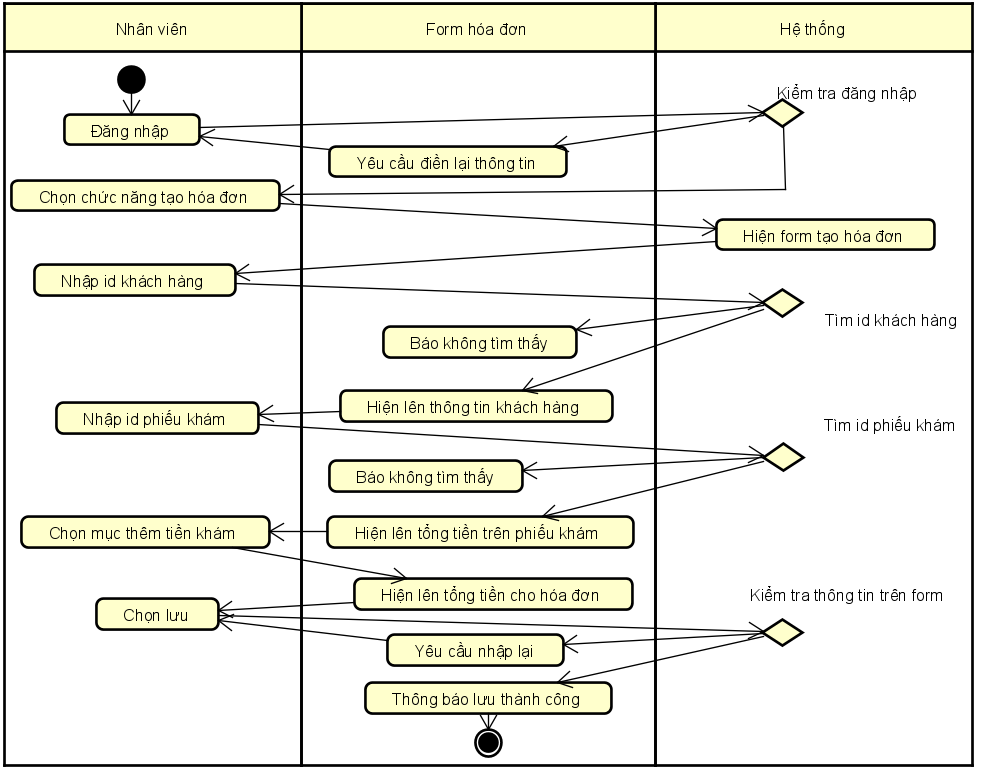 Nhân viên
Form hóa đơn
Hệ thống
Kiểm tra đăng nhập
Đăng nhập
Yêu cầu điền lại thông tin
Chọn chức năng tạo hóa đơn
Hiện form tạo hóa đơn
Nhập id khách hàng
Tìm id khách hàng
Báo không tìm thấy
Hiện lên thông tin khách hàng
Nhập id phiếu khám
Tìm id phiếu khám
Báo không tìm thấy
Chọn mục thêm tiền khám
Hiện lên tổng tiền trên phiếu khám
Hiện lên tổng tiền cho hóa đơn
Kiểm tra thông tin trên form
Chọn lưu
Yêu cầu nhập lại
Thông báo lưu thành công